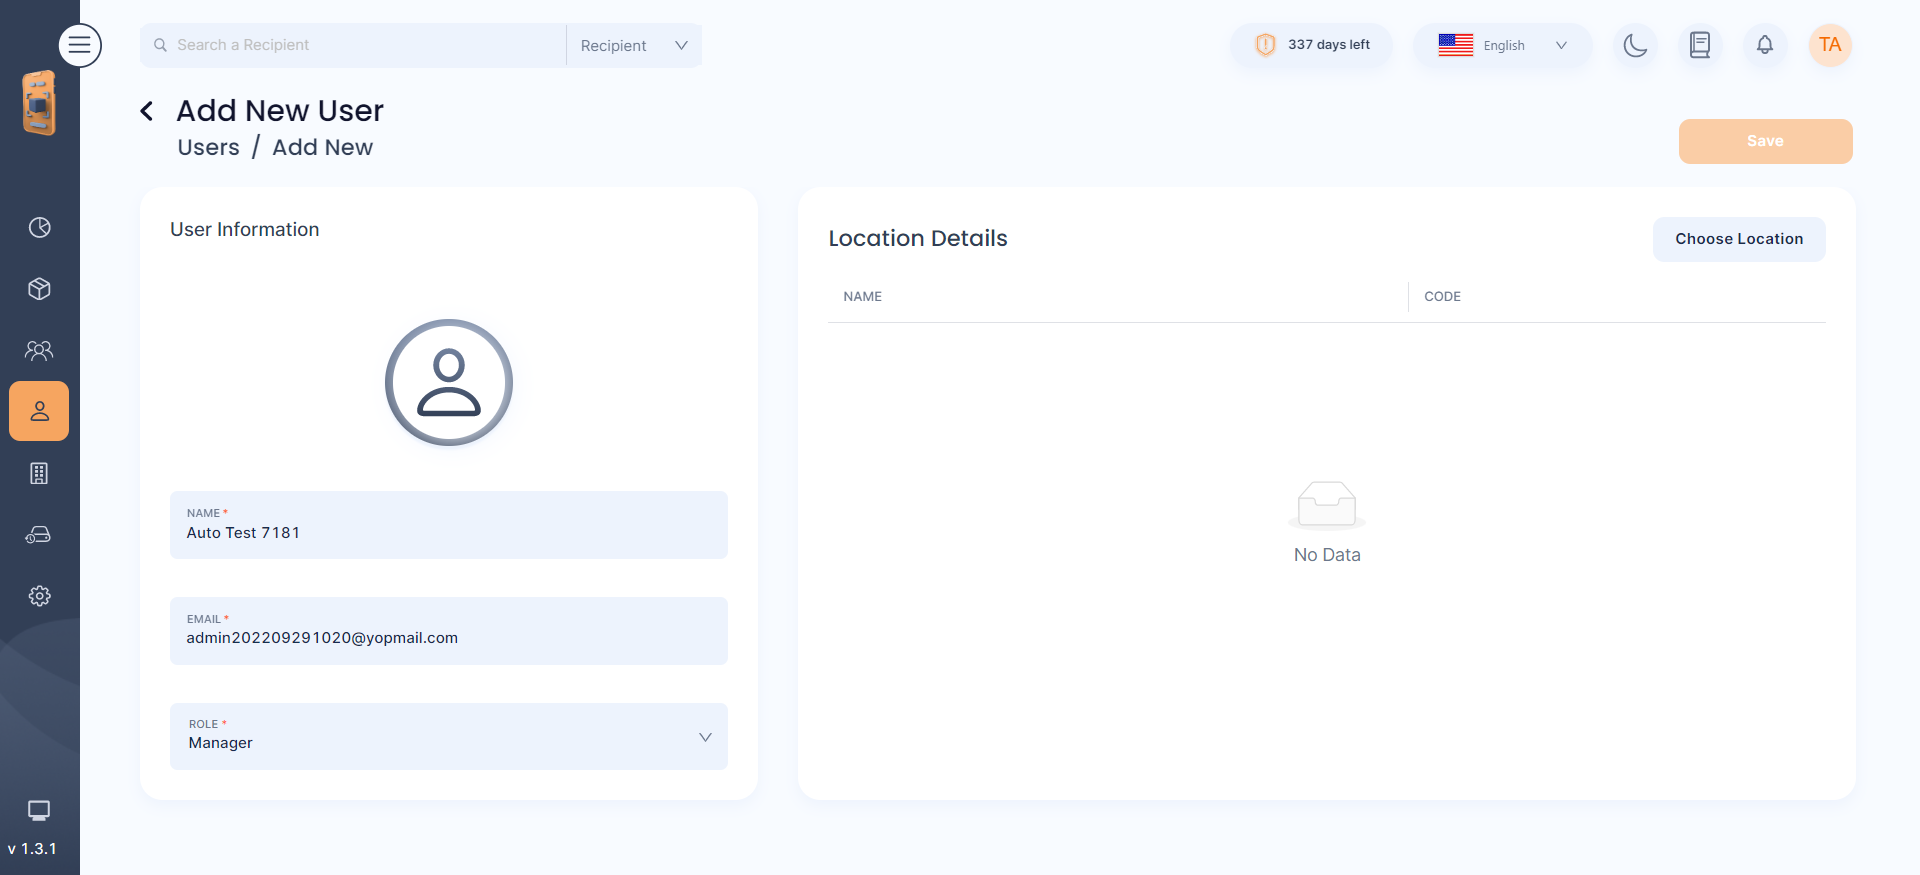 Search a Recipient
Recipient
337 days left
English
TA
Add New User
Users / Add New
Save
User Information
NAME *
Auto Test 7181
EMAIL *
admin202209291020@yopmail.com
ROLE *
Manager
Location Details
Choose Location
NAME
CODE
No Data
v 1.3.1